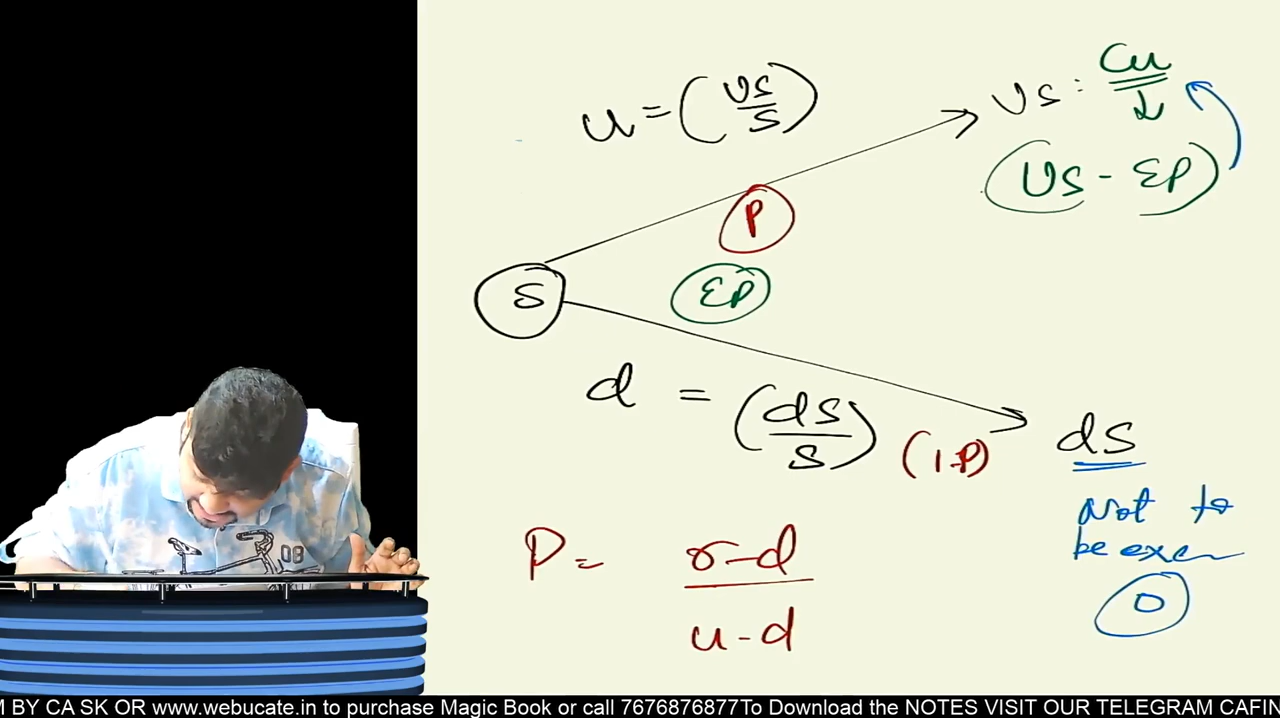 u = (us/s)
us : Cu
(us - EP)
P
S
EP
d = (ds/s)
(1-P)
ds
Not to
be exer
0
P = r-d
u-d
08
M BY CA SK OR www.webucate.in to purchase Magic Book or call 7676876877To Download the NOTES VISIT OUR TELEGRAM CAFIN